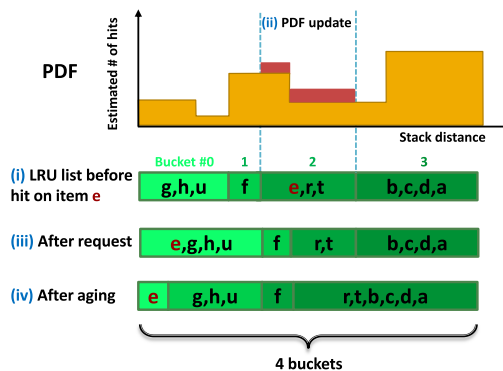 (ii) PDF update
PDF
Estimated # of hits
Stack distance
Bucket #0 1 2 3
(i) LRU list before
hit on item e
g,h,u f e,r,t b,c,d,a
(iii) After request
e,g,h,u f r,t b,c,d,a
(iv) After aging
e g,h,u f r,t,b,c,d,a
4 buckets